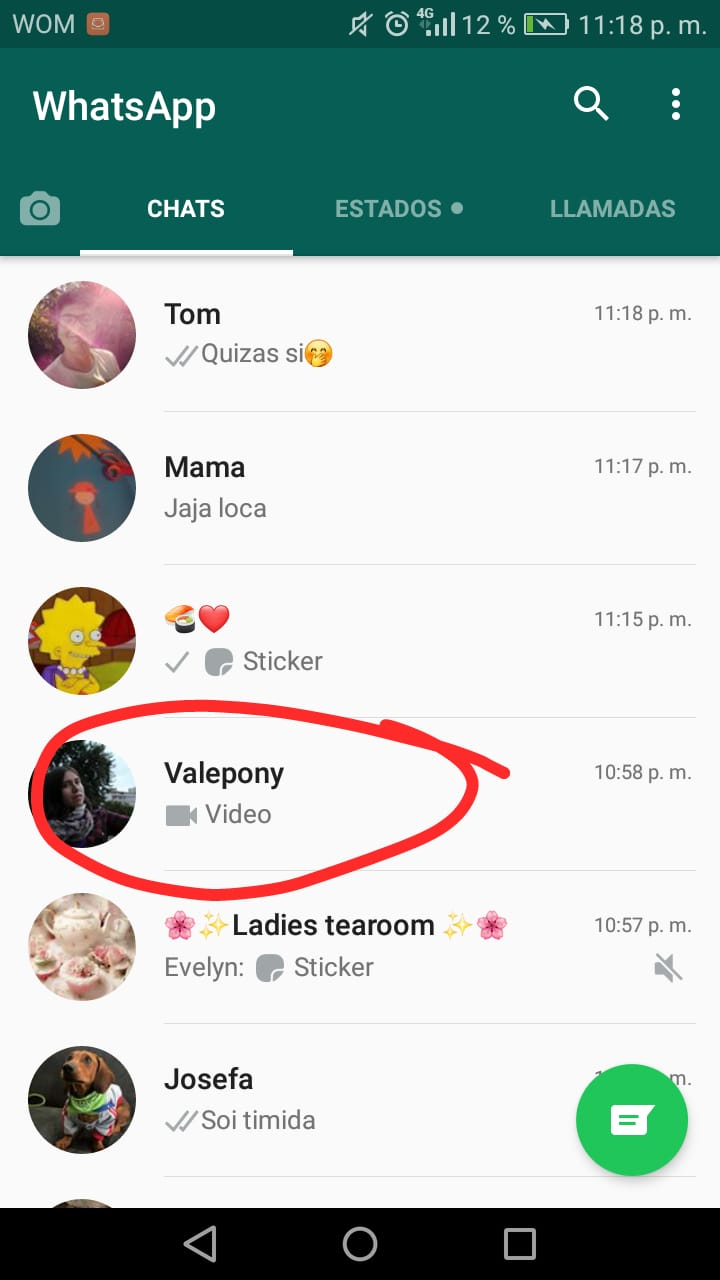 WOM 4G 12 % 11:18 p. m.
WhatsApp
CHATS ESTADOS LLAMADAS
Tom 11:18 p. m.
Quizas si🤭
Mama 11:17 p. m.
Jaja loca
🍣❤️ 11:15 p. m.
Sticker
Valepony 10:58 p. m.
Video
🌸✨Ladies tearoom ✨🌸 10:57 p. m.
Evelyn: Sticker
Josefa m.
Soi timida